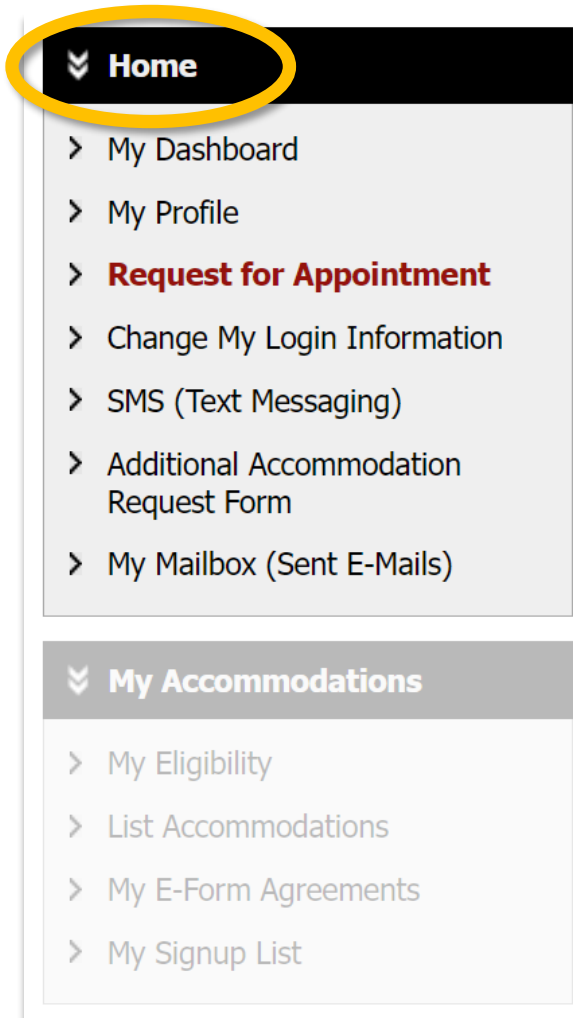 Home
My Dashboard
My Profile
Request for Appointment
Change My Login Information
SMS (Text Messaging)
Additional Accommodation
Request Form
My Mailbox (Sent E-Mails)
My Accommodations
My Eligibility
List Accommodations
My E-Form Agreements
My Signup List